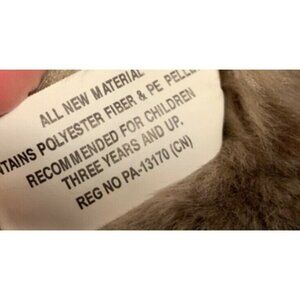 ALL NEW MATERIAL
TAINS POLYESTER FIBER & PE PELLE
RECOMMENDED FOR CHILDREN
THREE YEARS AND UP.
REG NO PA-13170 (CN)